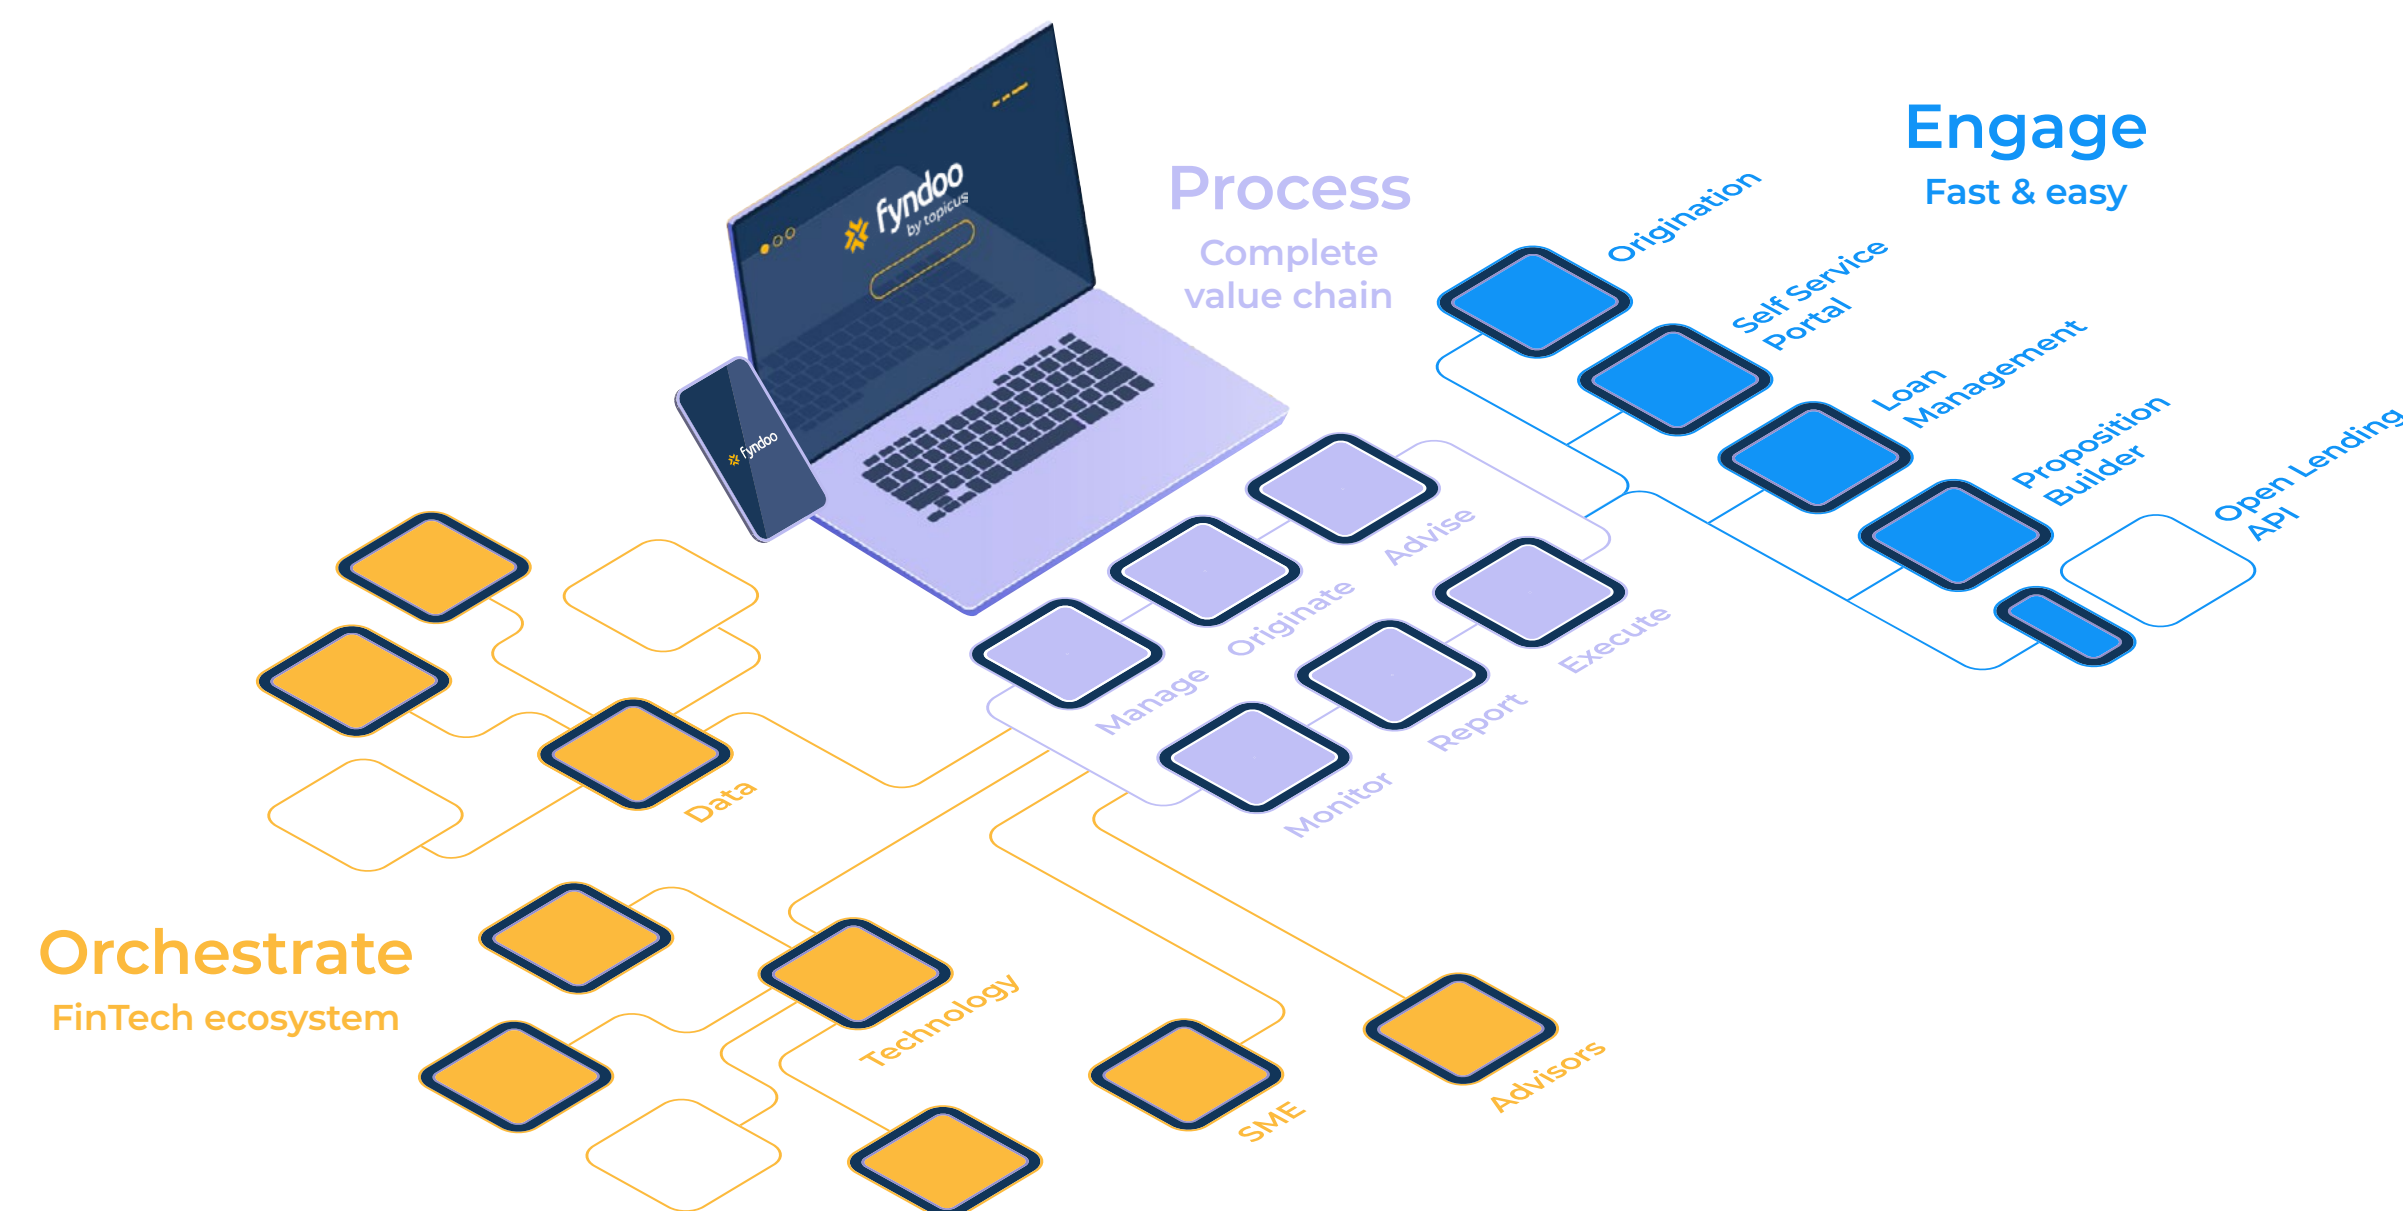 fyndoo
by topicus
fyndoo
Process
Complete
value chain
Engage
Fast & easy
Origination
Self Service
Portal
Loan
Management
Proposition
Builder
Open Lending
API
Advise
Originate
Manage
Execute
Report
Monitor
Data
Orchestrate
FinTech ecosystem
Technology
SME
Advisors